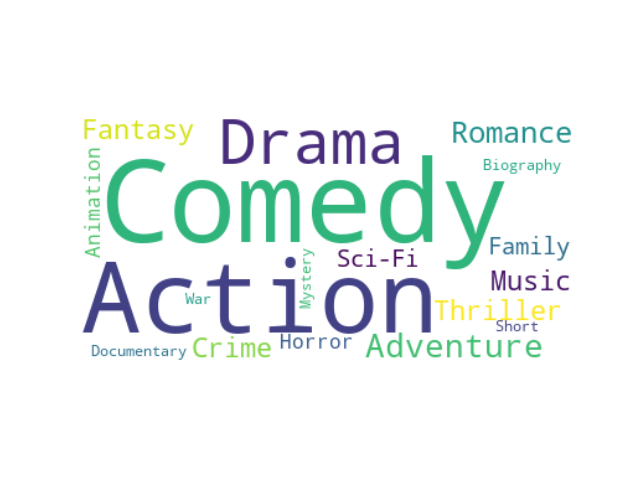 Fantasy
Drama
Romance
Animation
Comedy
Biography
Family
Sci-Fi
Mystery
Action
War
Music
Thriller
Short
Documentary
Crime
Horror
Adventure